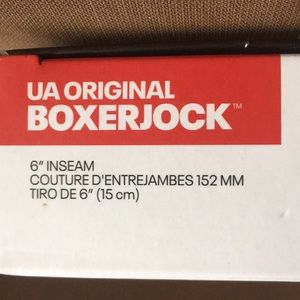 UA ORIGINAL
BOXERJOCK™
6" INSEAM
COUTURE D'ENTREJAMBES 152 MM
TIRO DE 6" (15 cm)